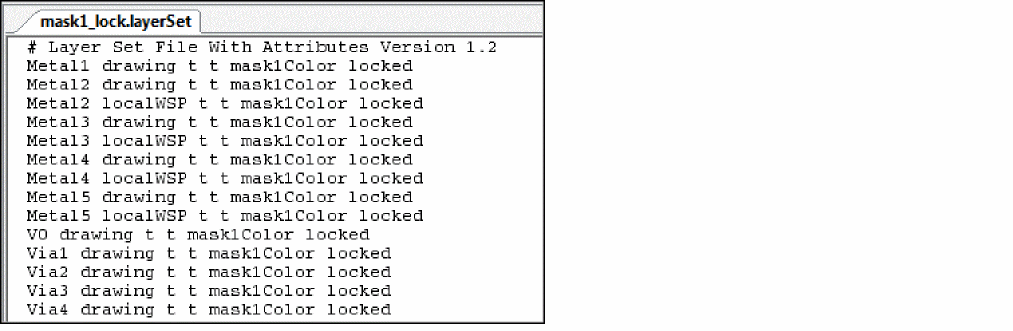 mask1_lock.layerSet
# Layer Set File With Attributes Version 1.2
Metal1 drawing t t mask1Color locked
Metal2 drawing t t mask1Color locked
Metal2 localWSP t t mask1Color locked
Metal3 drawing t t mask1Color locked
Metal3 localWSP t t mask1Color locked
Metal4 drawing t t mask1Color locked
Metal4 localWSP t t mask1Color locked
Metal5 drawing t t mask1Color locked
Metal5 localWSP t t mask1Color locked
V0 drawing t t mask1Color locked
Via1 drawing t t mask1Color locked
Via2 drawing t t mask1Color locked
Via3 drawing t t mask1Color locked
Via4 drawing t t mask1Color locked